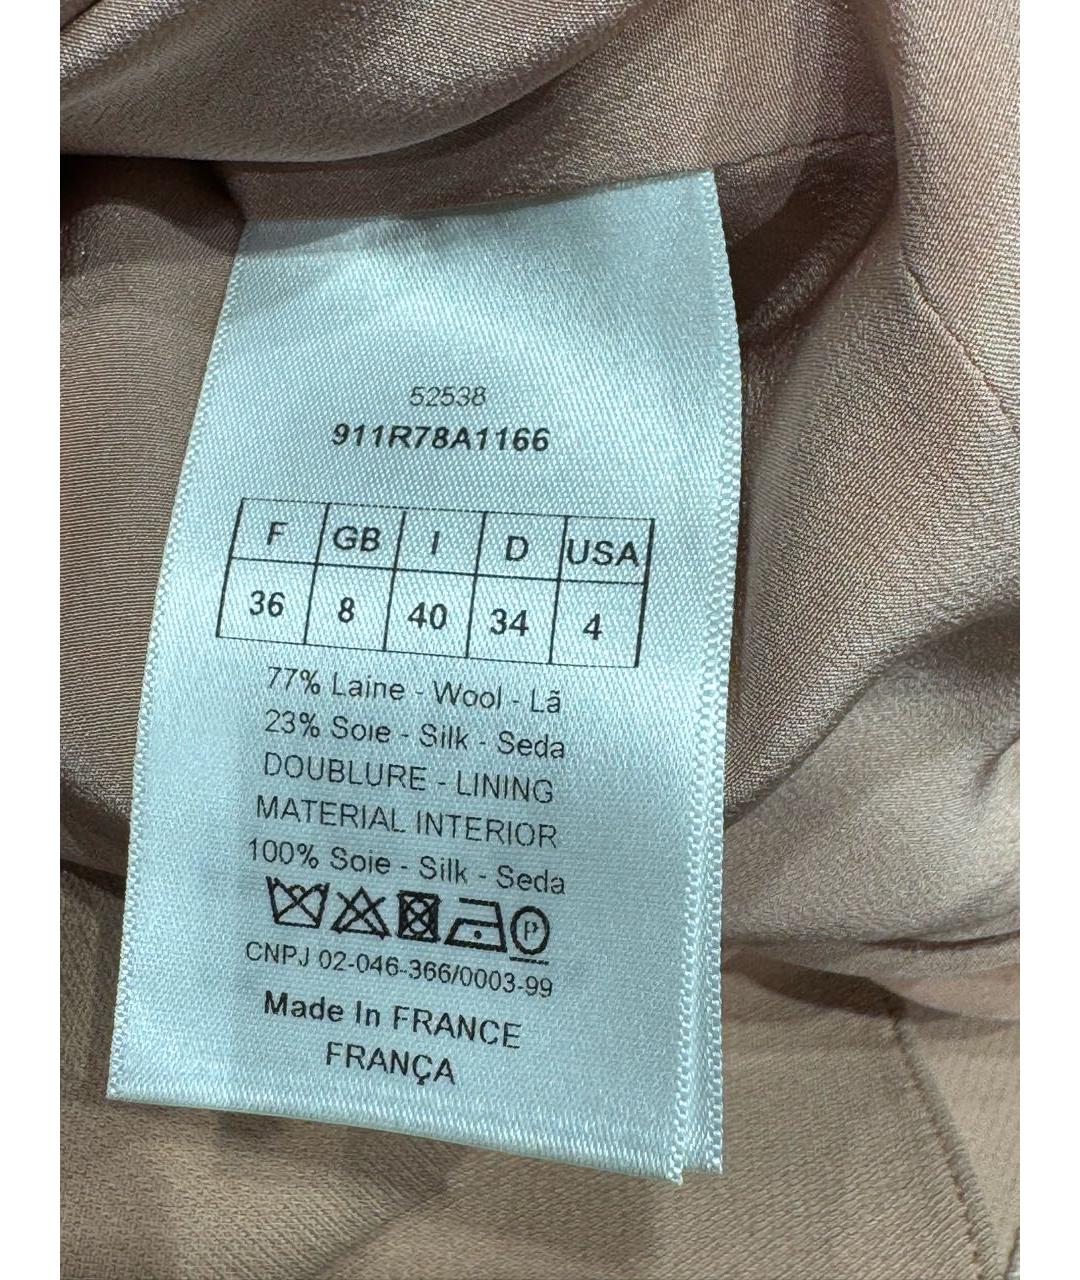 52538
911R78A1166
F GB I D USA
36 8 40 34 4
77% Laine - Wool - Lã
23% Soie - Silk - Seda
DOUBLURE - LINING
MATERIAL INTERIOR
100% Soie - Silk - Seda
P
CNPJ 02-046-366/0003-99
Made In FRANCE
FRANÇA